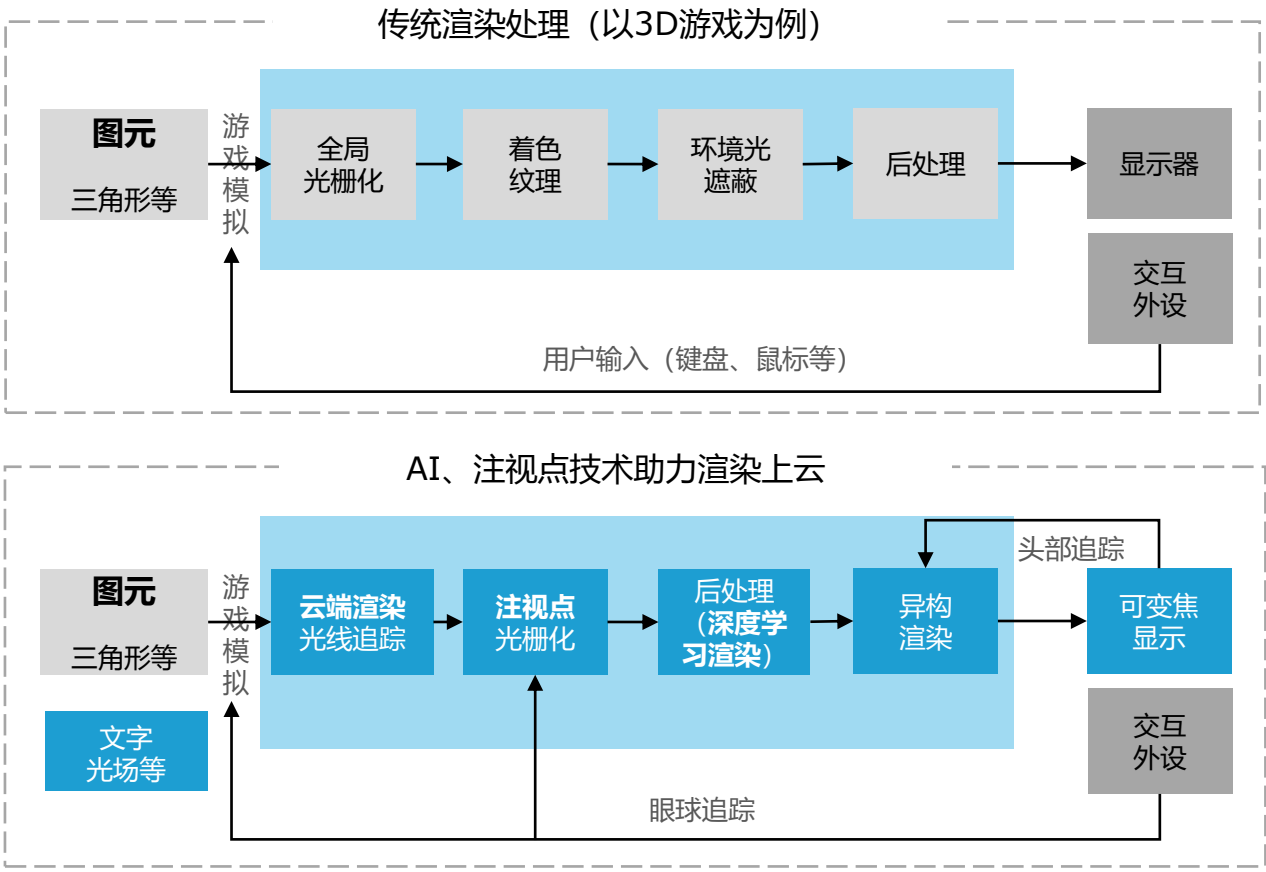 传统渲染处理（以3D游戏为例）
图元
三角形等
游
戏
模
拟
全局
光栅化
着色
纹理
环境光
遮蔽
后处理
显示器
交互
外设
用户输入（键盘、鼠标等）
AI、注视点技术助力渲染上云
图元
三角形等
文字
光场等
游
戏
模
拟
云端渲染
光线追踪
注视点
光栅化
后处理
（深度学
习渲染）
异构
渲染
头部追踪
可变焦
显示
交互
外设
眼球追踪